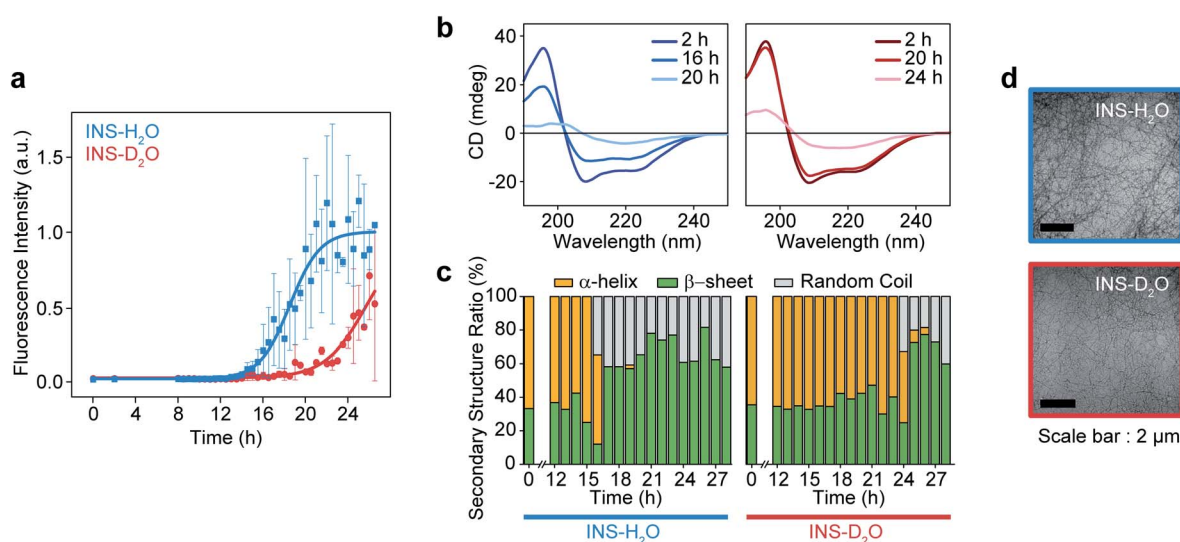 a
INS-H₂O
INS-D₂O
Fluorescence Intensity (a.u.)
1.5
1.0
0.5
0.0
0 4 8 12 16 20 24
Time (h)
b
CD (mdeg)
40
20
0
-20
2 h
16 h
20 h
200 220 240
Wavelength (nm)
2 h
20 h
24 h
200 220 240
Wavelength (nm)
c
α-helix β-sheet Random Coil
Secondary Structure Ratio (%)
100
80
60
40
20
0
0 12 15 18 21 24 27
Time (h)
INS-H₂O
0 12 15 18 21 24 27
Time (h)
INS-D₂O
d
INS-H₂O
INS-D₂O
Scale bar : 2 μm